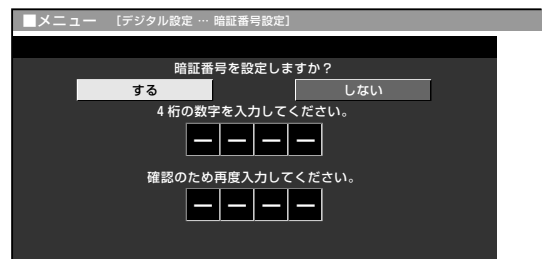 ■メニュー ［デジタル設定 … 暗証番号設定］
暗証番号を設定しますか？
する しない
4桁の数字を入力してください。
－ － － －
確認のため再度入力してください。
－ － － －